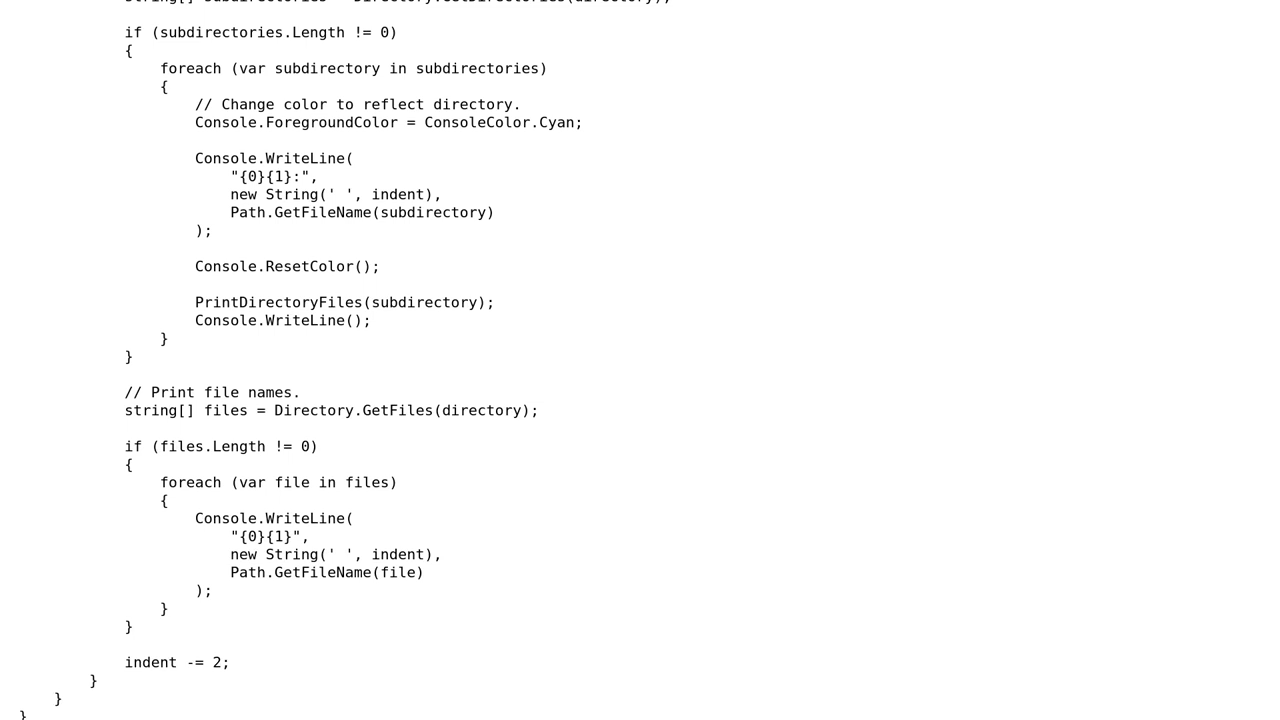 if (subdirectories.Length != 0)
{
foreach (var subdirectory in subdirectories)
{
// Change color to reflect directory.
Console.ForegroundColor = ConsoleColor.Cyan;
Console.WriteLine(
"{0}{1}:",
new String(' ', indent),
Path.GetFileName(subdirectory)
);
Console.ResetColor();
PrintDirectoryFiles(subdirectory);
Console.WriteLine();
}
}
// Print file names.
string[] files = Directory.GetFiles(directory);
if (files.Length != 0)
{
foreach (var file in files)
{
Console.WriteLine(
"{0}{1}",
new String(' ', indent),
Path.GetFileName(file)
);
}
}
indent -= 2;
}
}
}